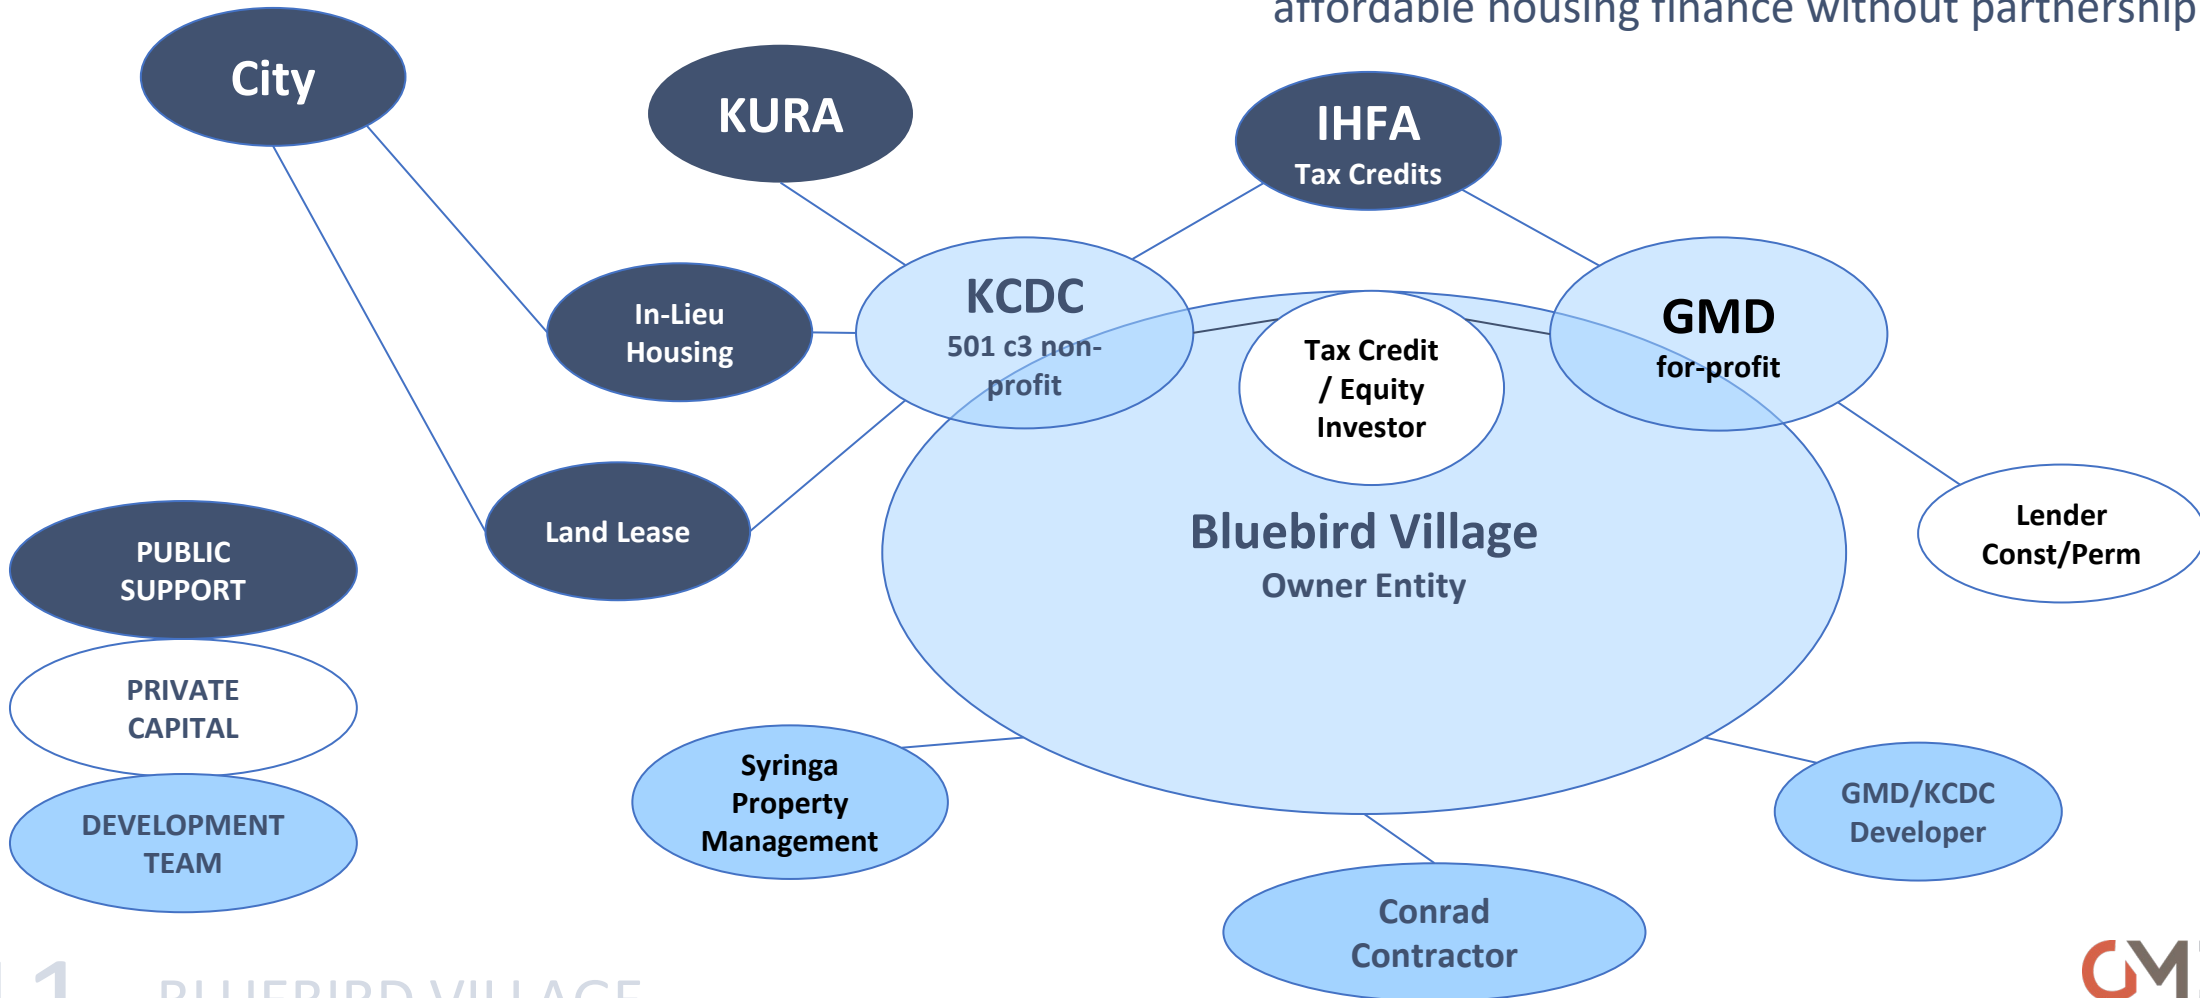 affordable housing finance without partnership
City
KURA
IHFA
Tax Credits
KCDC
501 c3 non-
profit
GMD
for-profit
In-Lieu
Housing
Tax Credit
/ Equity
Investor
Land Lease
Bluebird Village
Owner Entity
Lender
Const/Perm
PUBLIC
SUPPORT
PRIVATE
CAPITAL
DEVELOPMENT
TEAM
Syringa
Property
Management
GMD/KCDC
Developer
Conrad
Contractor
BLUEBIRD VILLAGE